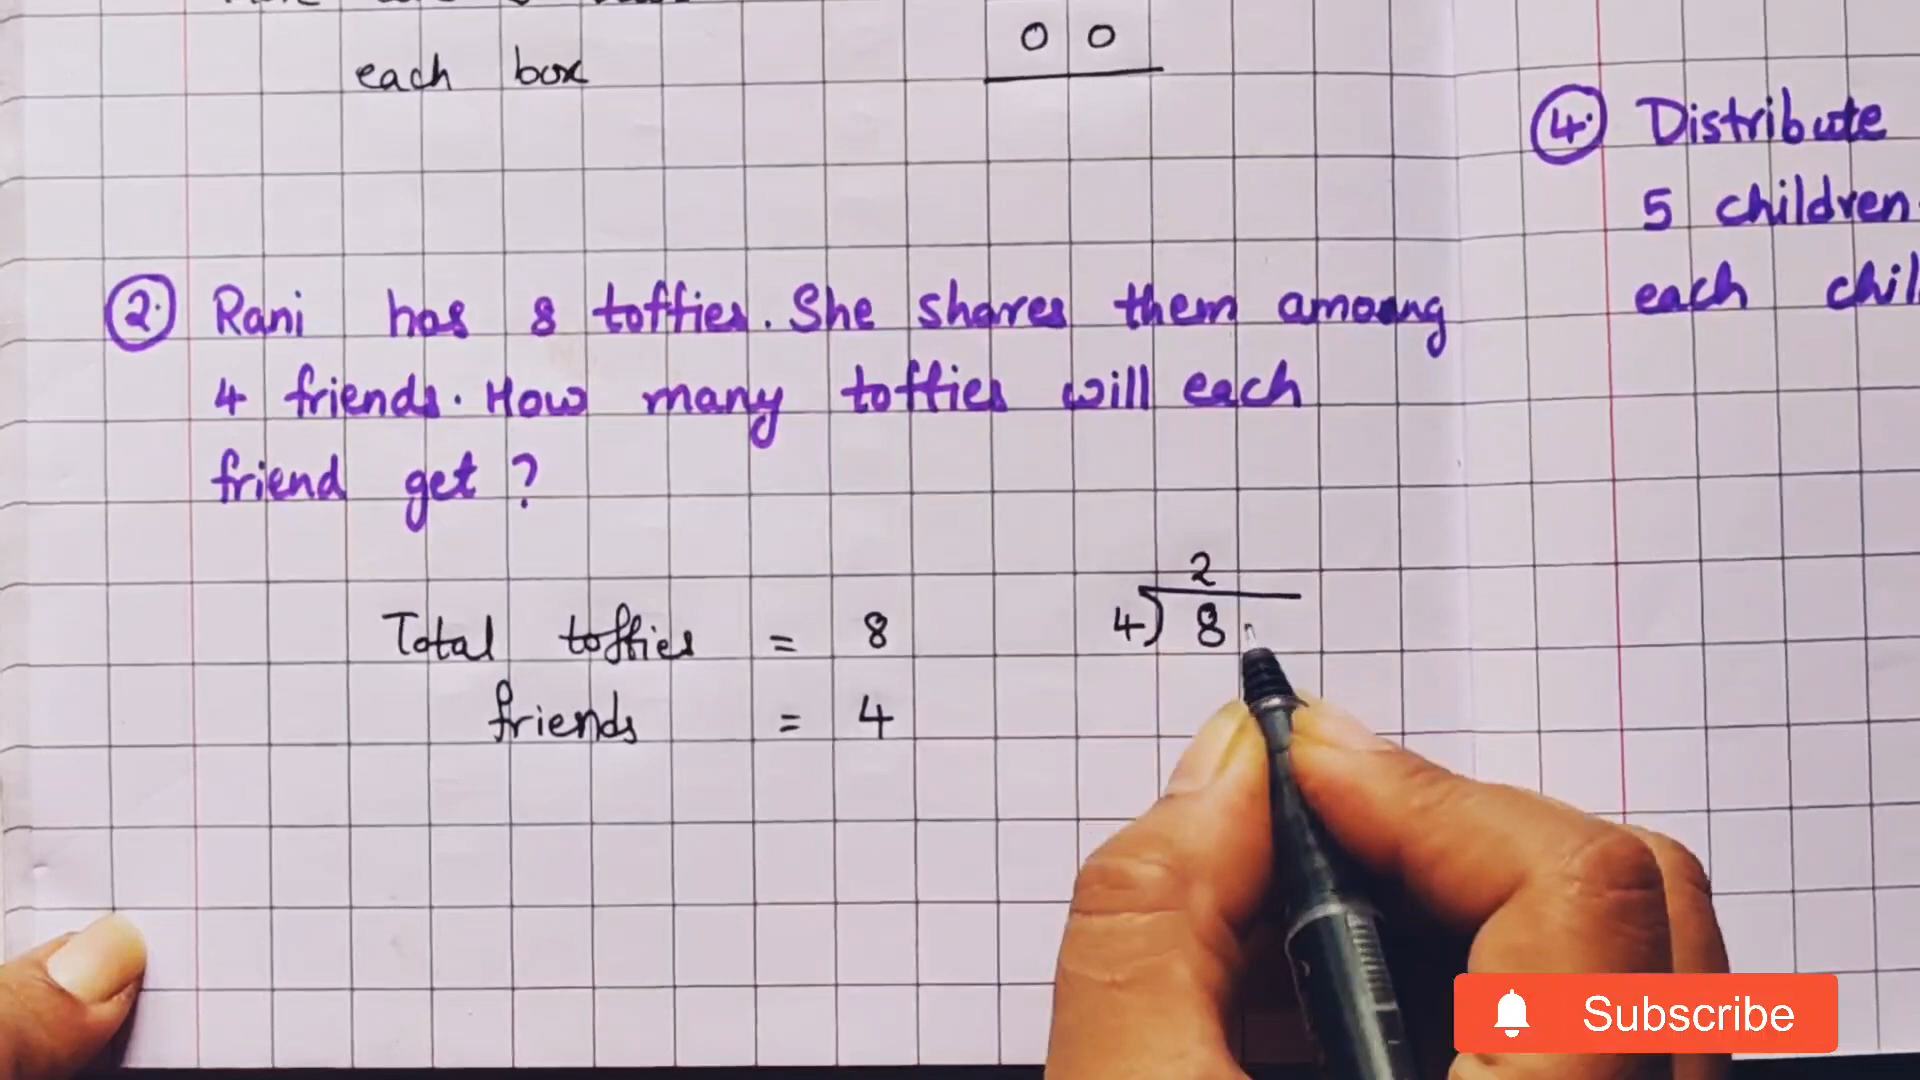 each box
0 0
2. Rani has 8 toffies. She shares them among
4 friends. How many toffies will each
friend get ?
Total toffies = 8
friends = 4
2
4) 8
4. Distribute
5 children
each chil
Subscribe